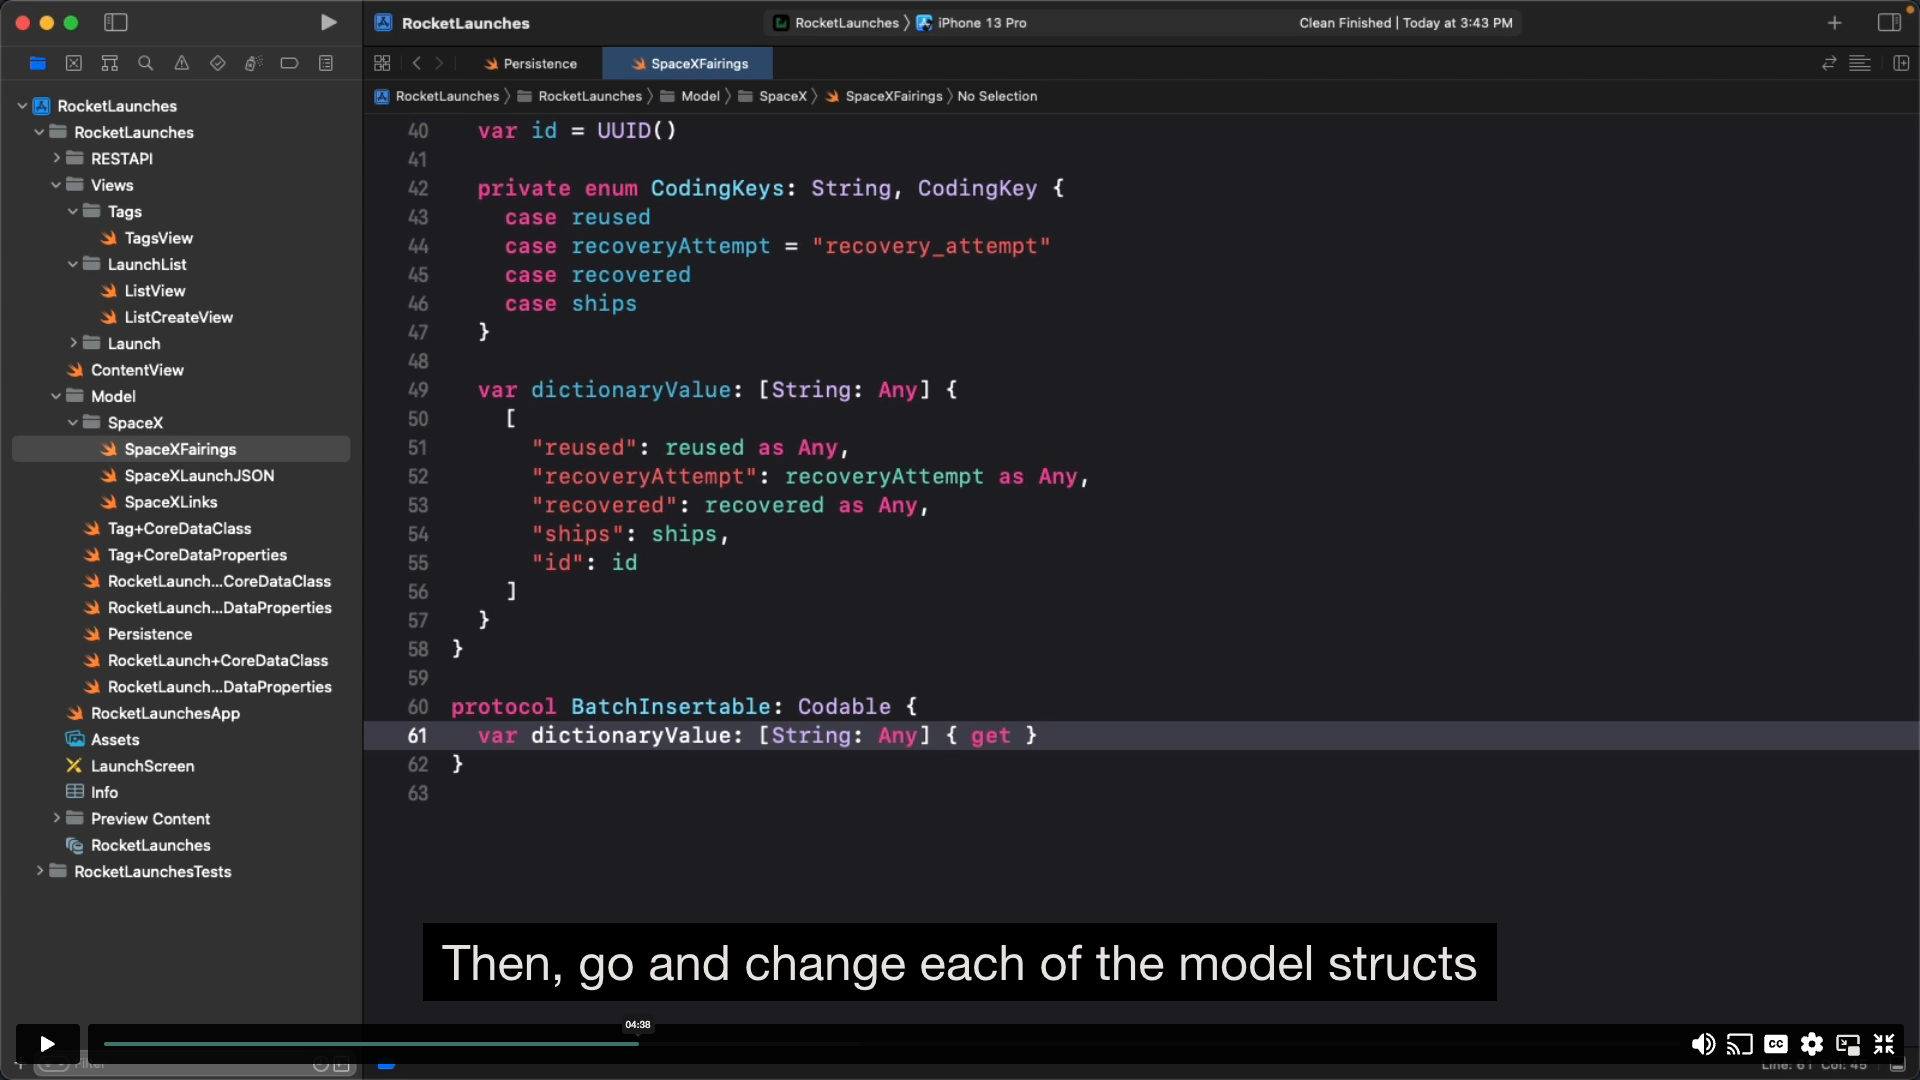 RocketLaunches
RocketLaunches 〉 iPhone 13 Pro
Clean Finished | Today at 3:43 PM
Persistence
SpaceXFairings
RocketLaunches 〉 RocketLaunches 〉 Model 〉 SpaceX 〉 SpaceXFairings 〉 No Selection
RocketLaunches
RocketLaunches
RESTAPI
Views
Tags
TagsView
LaunchList
ListView
ListCreateView
Launch
ContentView
Model
SpaceX
SpaceXFairings
SpaceXLaunchJSON
SpaceXLinks
Tag+CoreDataClass
Tag+CoreDataProperties
RocketLaunch...CoreDataClass
RocketLaunch...DataProperties
Persistence
RocketLaunch+CoreDataClass
RocketLaunch...DataProperties
RocketLaunchesApp
Assets
LaunchScreen
Info
Preview Content
RocketLaunches
RocketLaunchesTests
40 var id = UUID()
41
42 private enum CodingKeys: String, CodingKey {
43 case reused
44 case recoveryAttempt = "recovery_attempt"
45 case recovered
46 case ships
47 }
48
49 var dictionaryValue: [String: Any] {
50 [
51 "reused": reused as Any,
52 "recoveryAttempt": recoveryAttempt as Any,
53 "recovered": recovered as Any,
54 "ships": ships,
55 "id": id
56 ]
57 }
58 }
59
60 protocol BatchInsertable: Codable {
61 var dictionaryValue: [String: Any] { get }
62 }
63
Then, go and change each of the model structs
04:38
CC
Filter
Line: 61 Col: 45